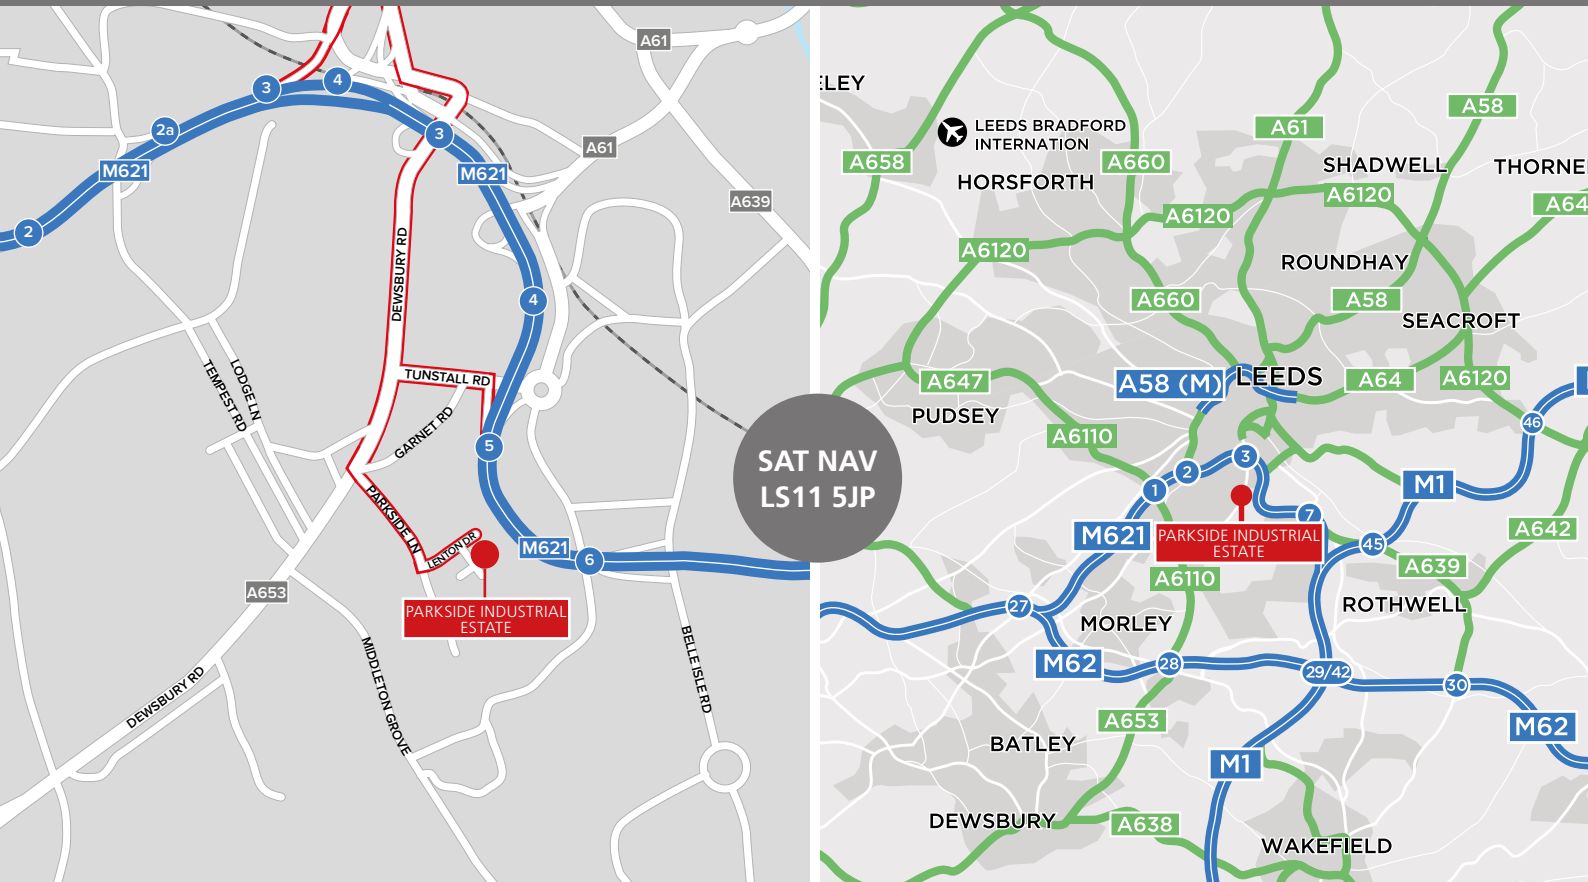 A61
4
3
2a
3
M621
M621
A61
A639
2
DEWSBURY RD
4
LODGE LN
TEMPEST RD
TUNSTALL RD
GARNET RD
5
PARKSIDE LN
LENTON DR
M621
6
A653
PARKSIDE INDUSTRIAL
ESTATE
MIDDLETON GROVE
BELLE ISLE RD
DEWSBURY RD
SAT NAV
LS11 5JP
ELEY
LEEDS BRADFORD
INTERNATION
A658
A660
HORSFORTH
A61
A58
SHADWELL
THORNE
A6120
A6120
A6120
A64
ROUNDHAY
A660
A58
SEACROFT
A647
A58 (M)
LEEDS
A64
A6120
PUDSEY
A6110
46
3
2
1
M1
7
M621
PARKSIDE INDUSTRIAL
ESTATE
45
A642
A639
A6110
27
MORLEY
ROTHWELL
M62
28
29/42
30
A653
M62
BATLEY
M1
DEWSBURY
A638
WAKEFIELD